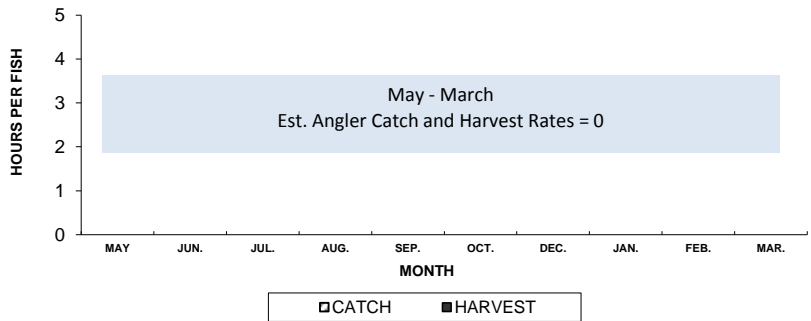 HOURS PER FISH
5
4
3
2
1
0
May - March
Est. Angler Catch and Harvest Rates = 0
MAY JUN. JUL. AUG. SEP. OCT. DEC. JAN. FEB. MAR.
MONTH
CATCH HARVEST